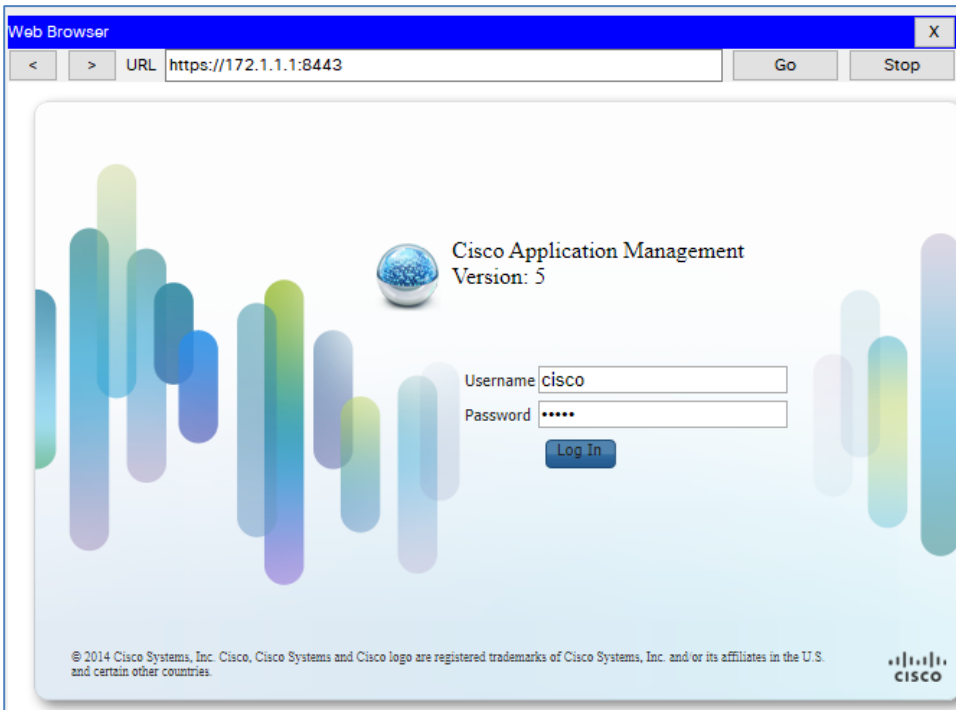 Web Browser X
< > URL https://172.1.1.1:8443 Go Stop
Cisco Application Management
Version: 5
Username cisco
Password •••••
Log In
© 2014 Cisco Systems, Inc. Cisco, Cisco Systems and Cisco logo are registered trademarks of Cisco Systems, Inc. and/or its affiliates in the U.S.
and certain other countries.
CISCO